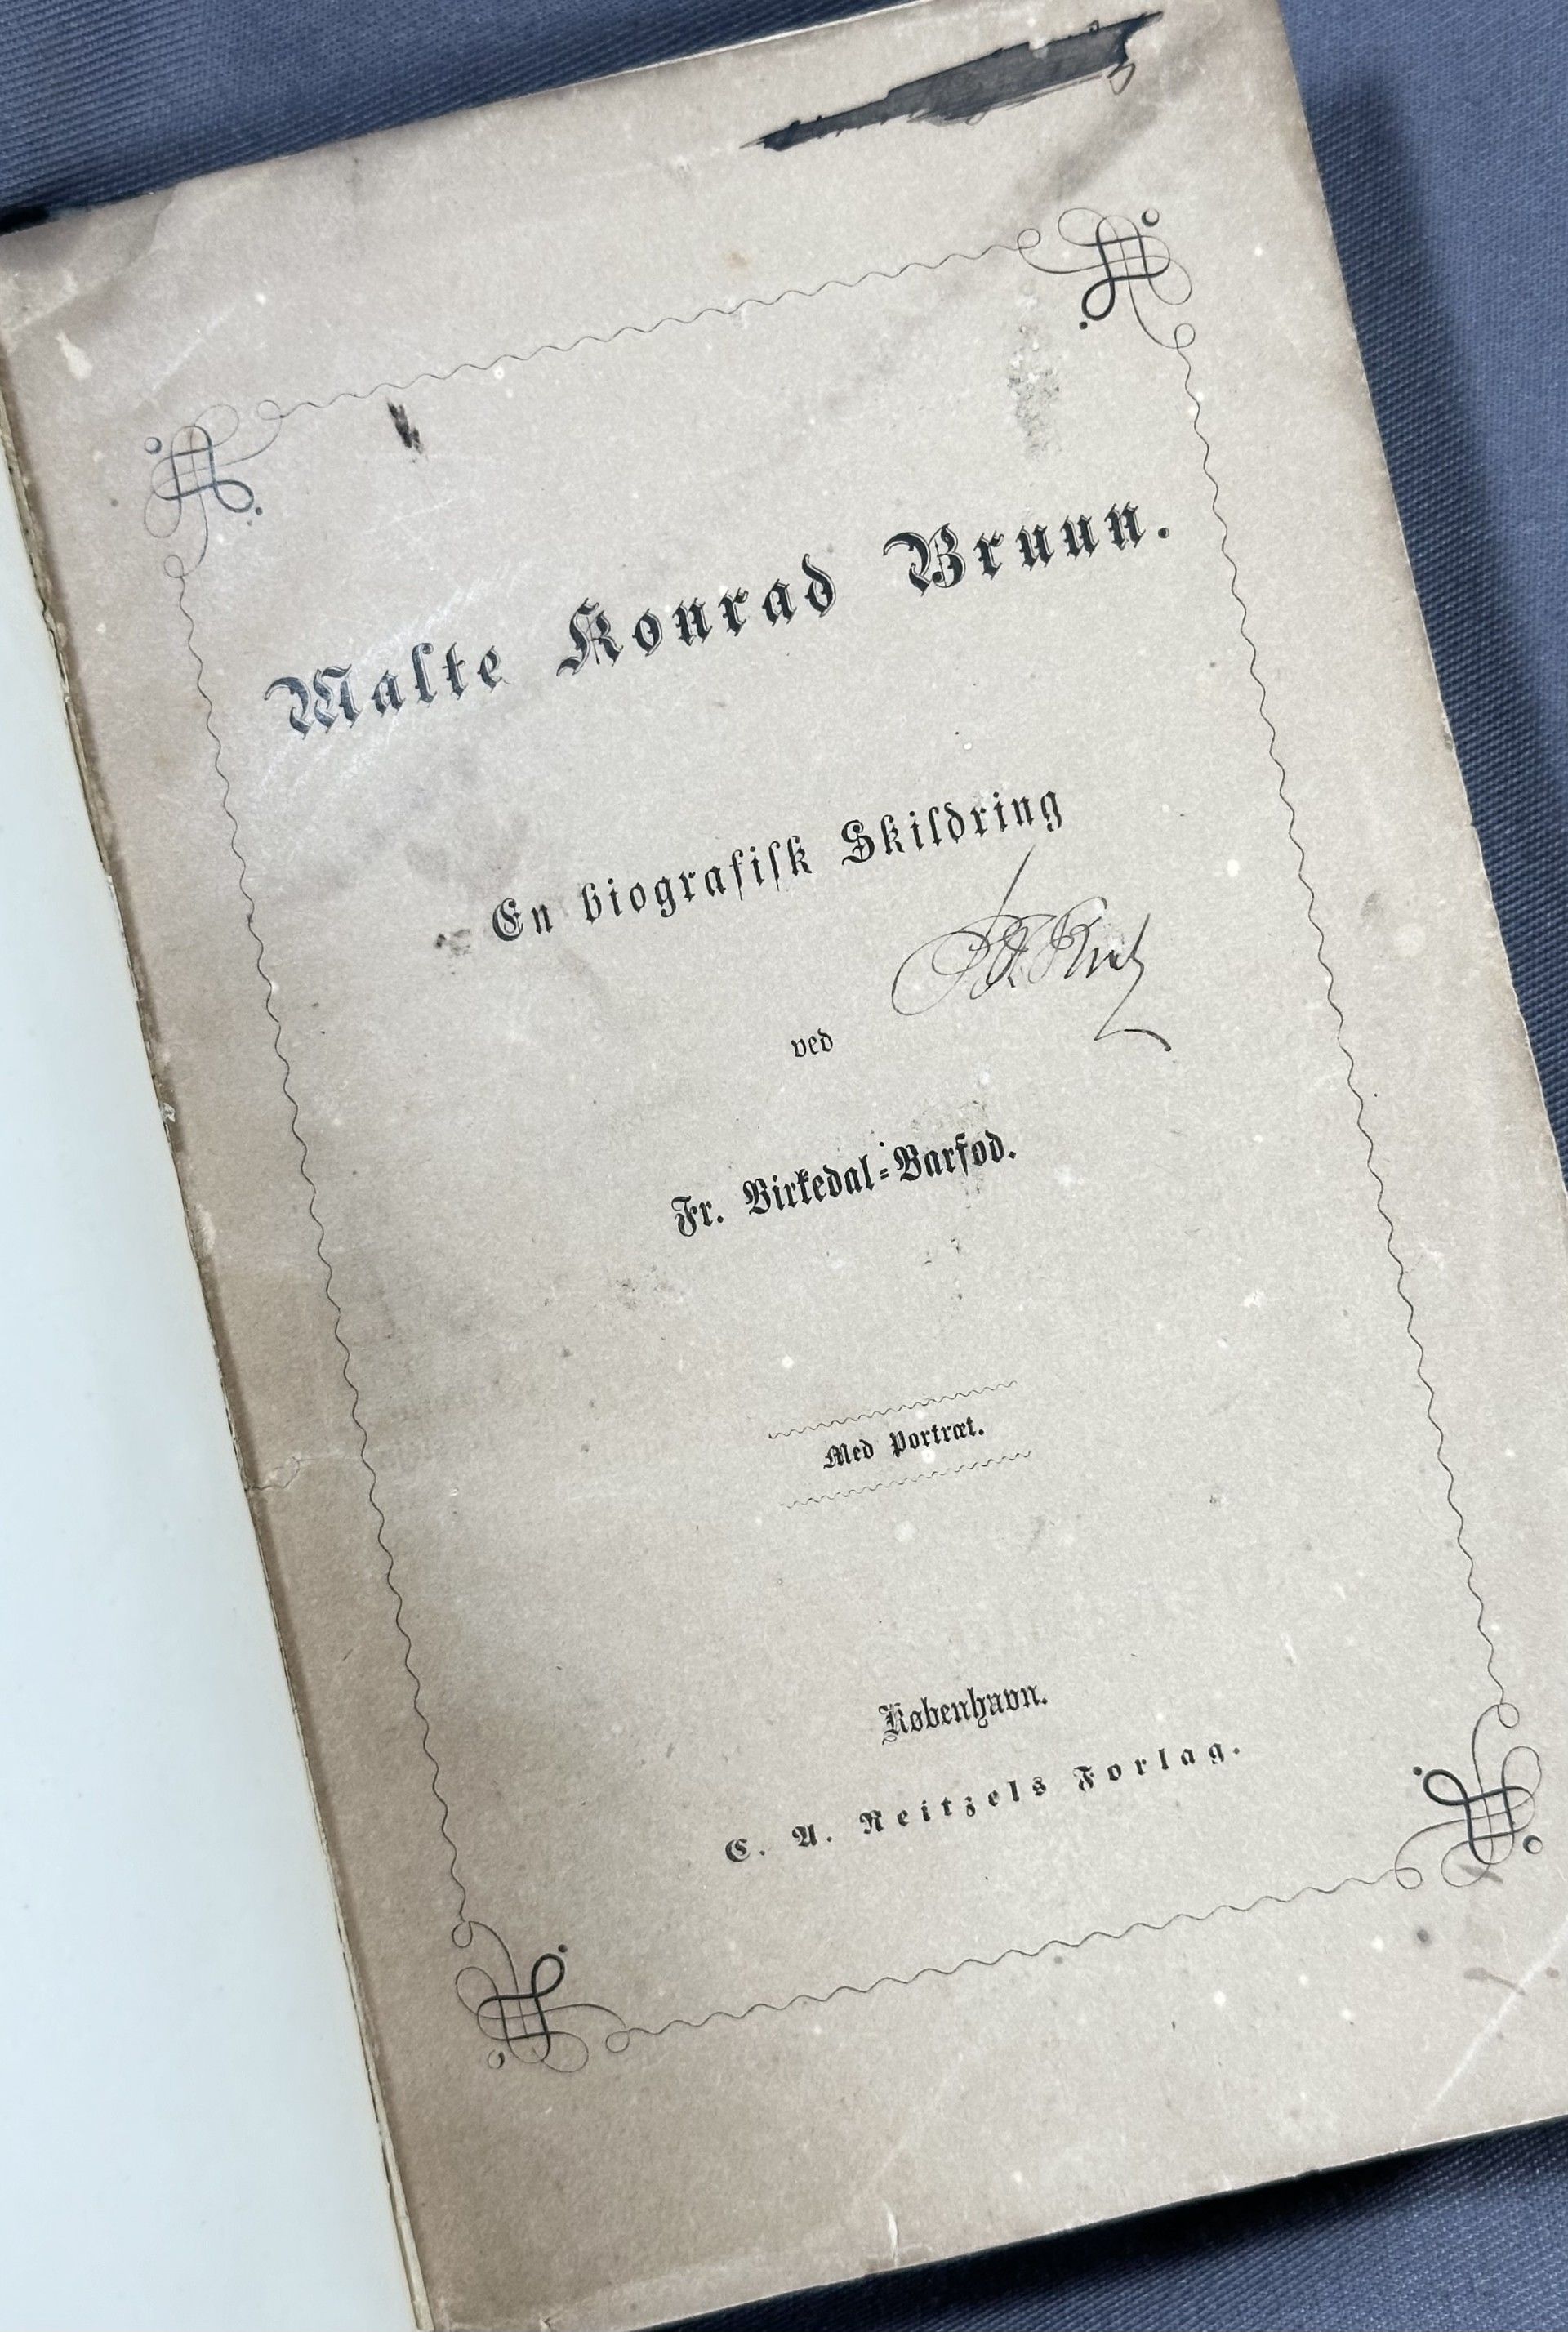 Malte Konrad Bruun.
En biografisk Skildring
ved
Fr. Birkedal-Barfod.
Med Portræt.
København.
C. A. Reitzels Forlag.